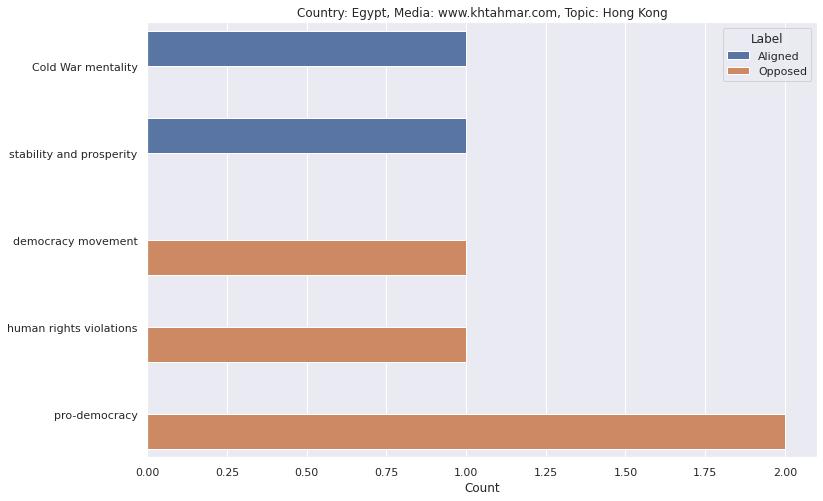 Country: Egypt, Media: www.khtahmar.com, Topic: Hong Kong
Label
Aligned
Opposed
Cold War mentality
stability and prosperity
democracy movement
human rights violations
pro-democracy
0.00 0.25 0.50 0.75 1.00 1.25 1.50 1.75 2.00
Count